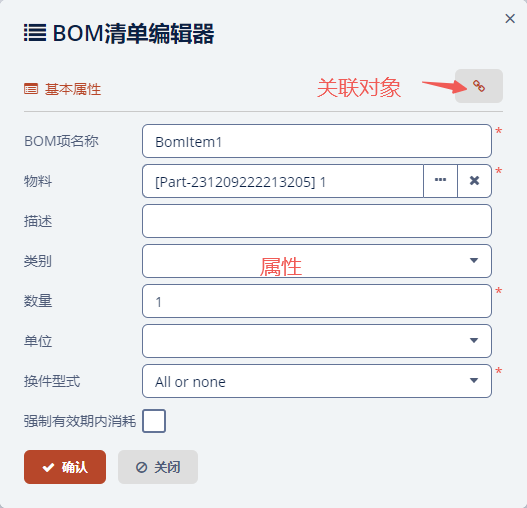 BOM清单编辑器
基本属性
关联对象
BOM项名称 BomItem1 *
物料 [Part-231209222213205] 1 *
描述
类别
属性
数量 1 *
单位
换件型式 All or none *
强制有效期内消耗
确认 关闭